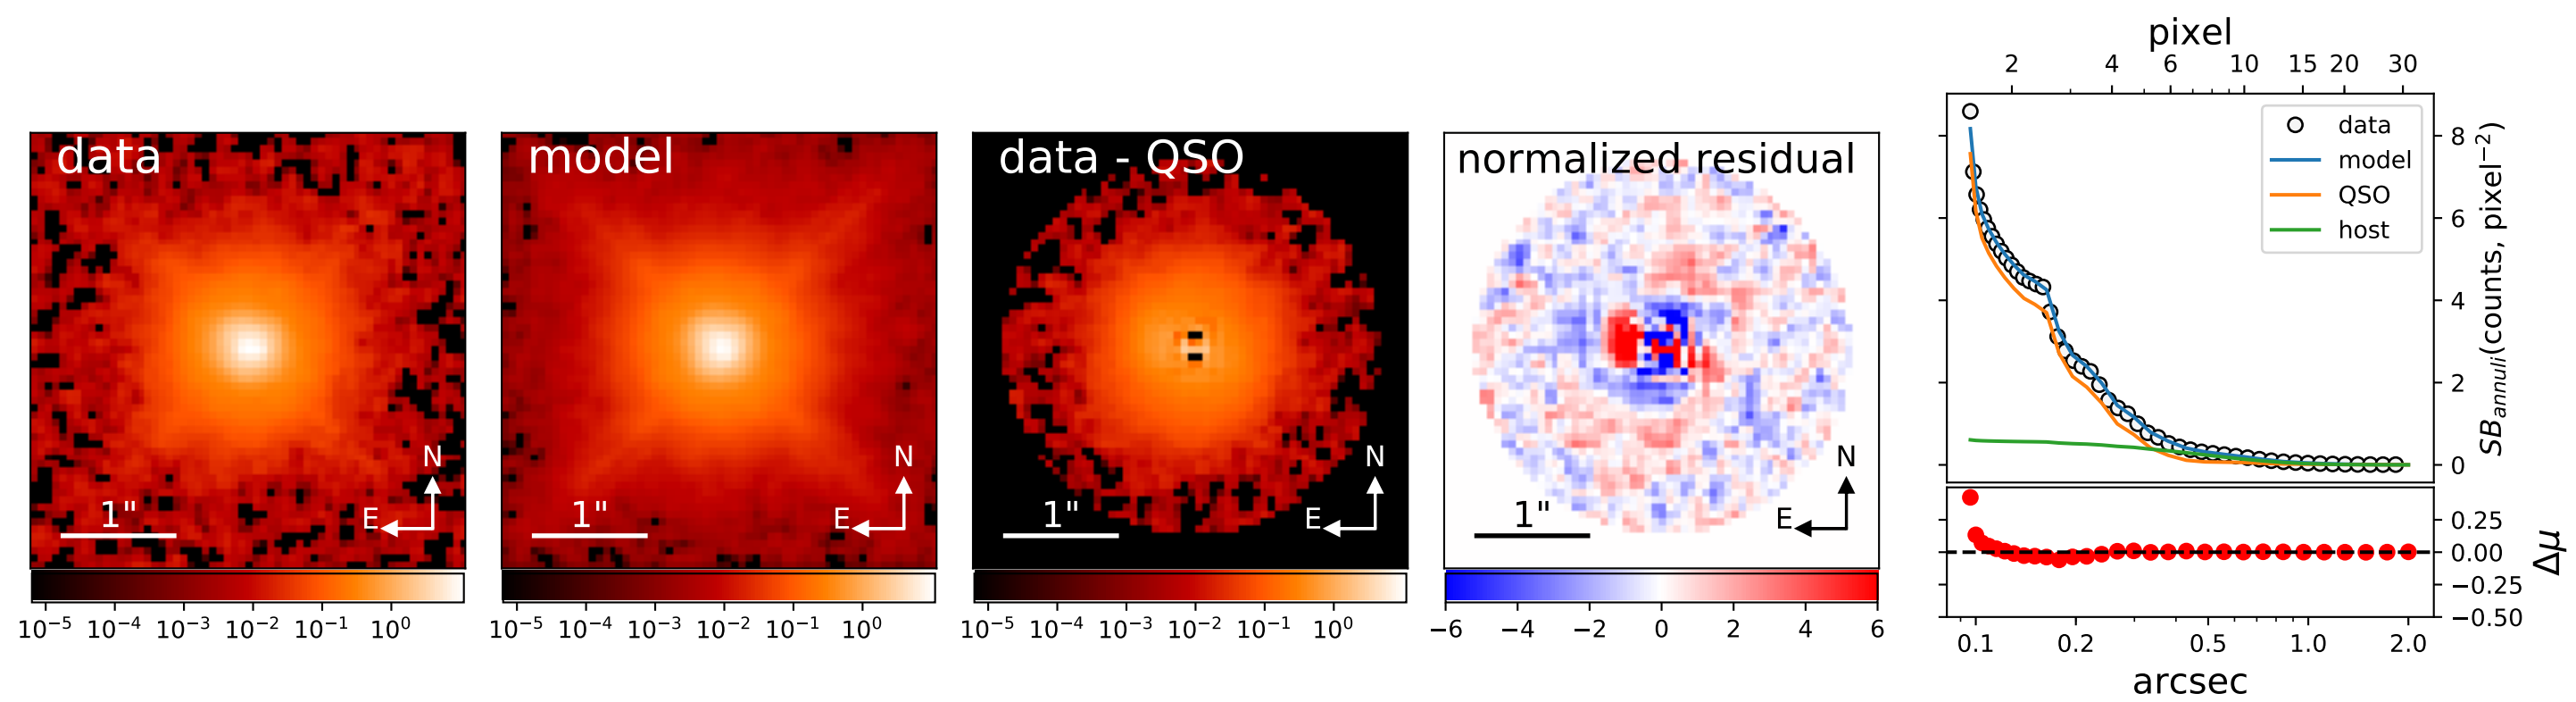 data
N
E
1"
10⁻⁵ 10⁻⁴ 10⁻³ 10⁻² 10⁻¹ 10⁰
model
N
E
1"
10⁻⁵ 10⁻⁴ 10⁻³ 10⁻² 10⁻¹ 10⁰
data - QSO
N
E
1"
10⁻⁵ 10⁻⁴ 10⁻³ 10⁻² 10⁻¹ 10⁰
normalized residual
N
E
1"
−6 −4 −2 0 2 4 6
pixel
2 4 6 10 15 20 30
data
model
QSO
host
8
6
4
2
0
SB_annuli(counts, pixel⁻²)
0.25
0.00
−0.25
−0.50
Δμ
0.1 0.2 0.5 1.0 2.0
arcsec